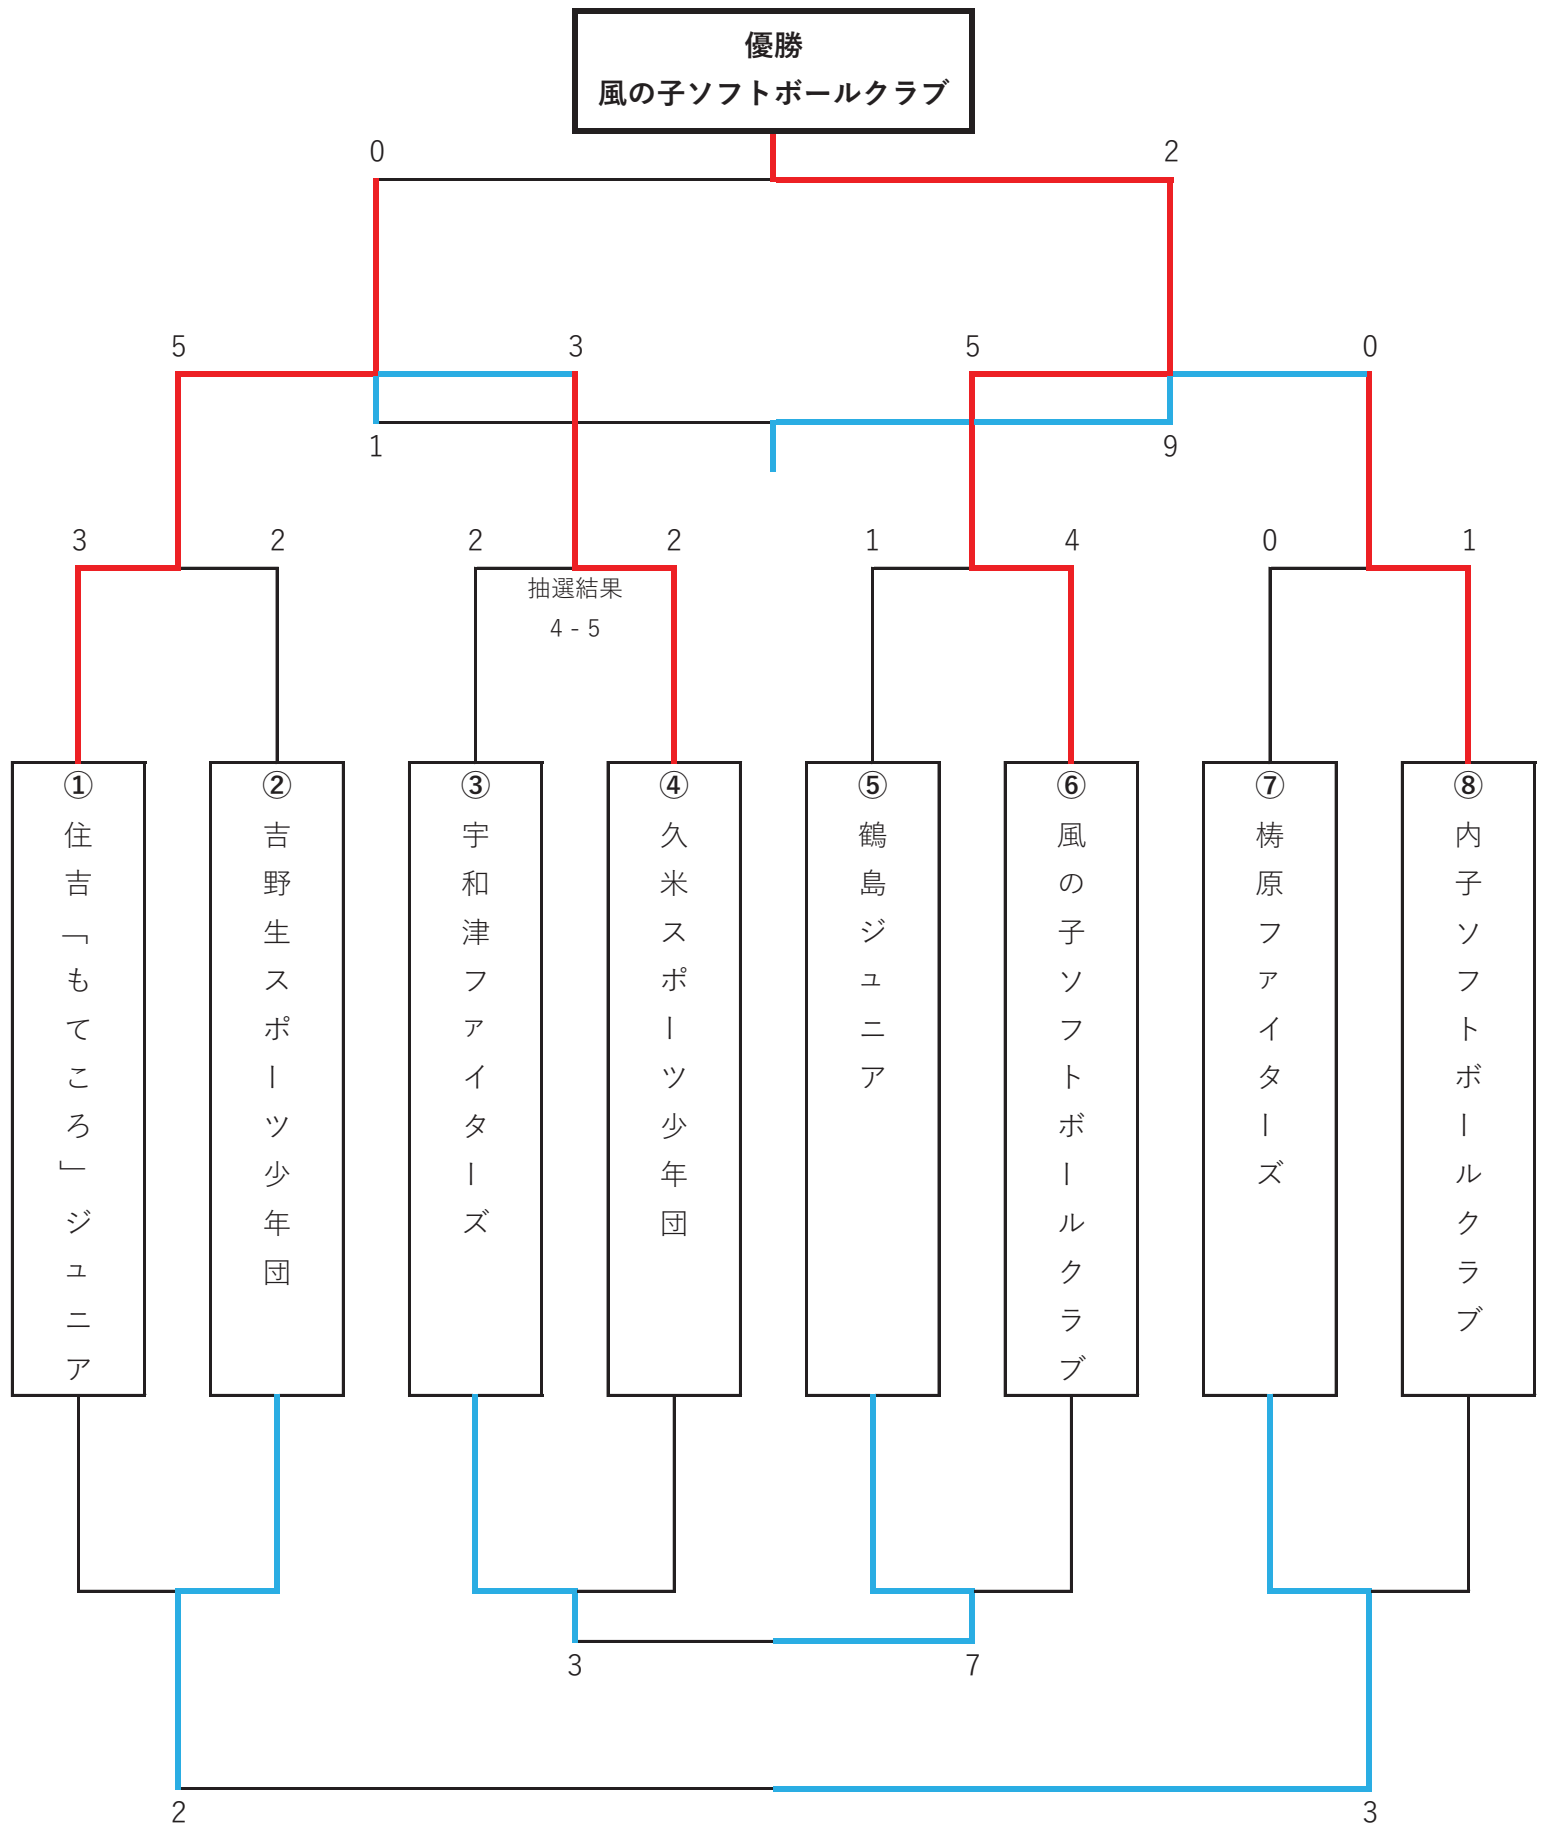 優勝
風の子ソフトボールクラブ
0
2
5
3
5
0
1
9
3
2
2
2
1
4
0
1
抽選結果
4 - 5
①住吉「もてころ」ジュニア
②吉野生スポーツ少年団
③宇和津ファイターズ
④久米スポーツ少年団
⑤鶴島ジュニア
⑥風の子ソフトボールクラブ
⑦梼原ファイターズ
⑧内子ソフトボールクラブ
3
7
2
3